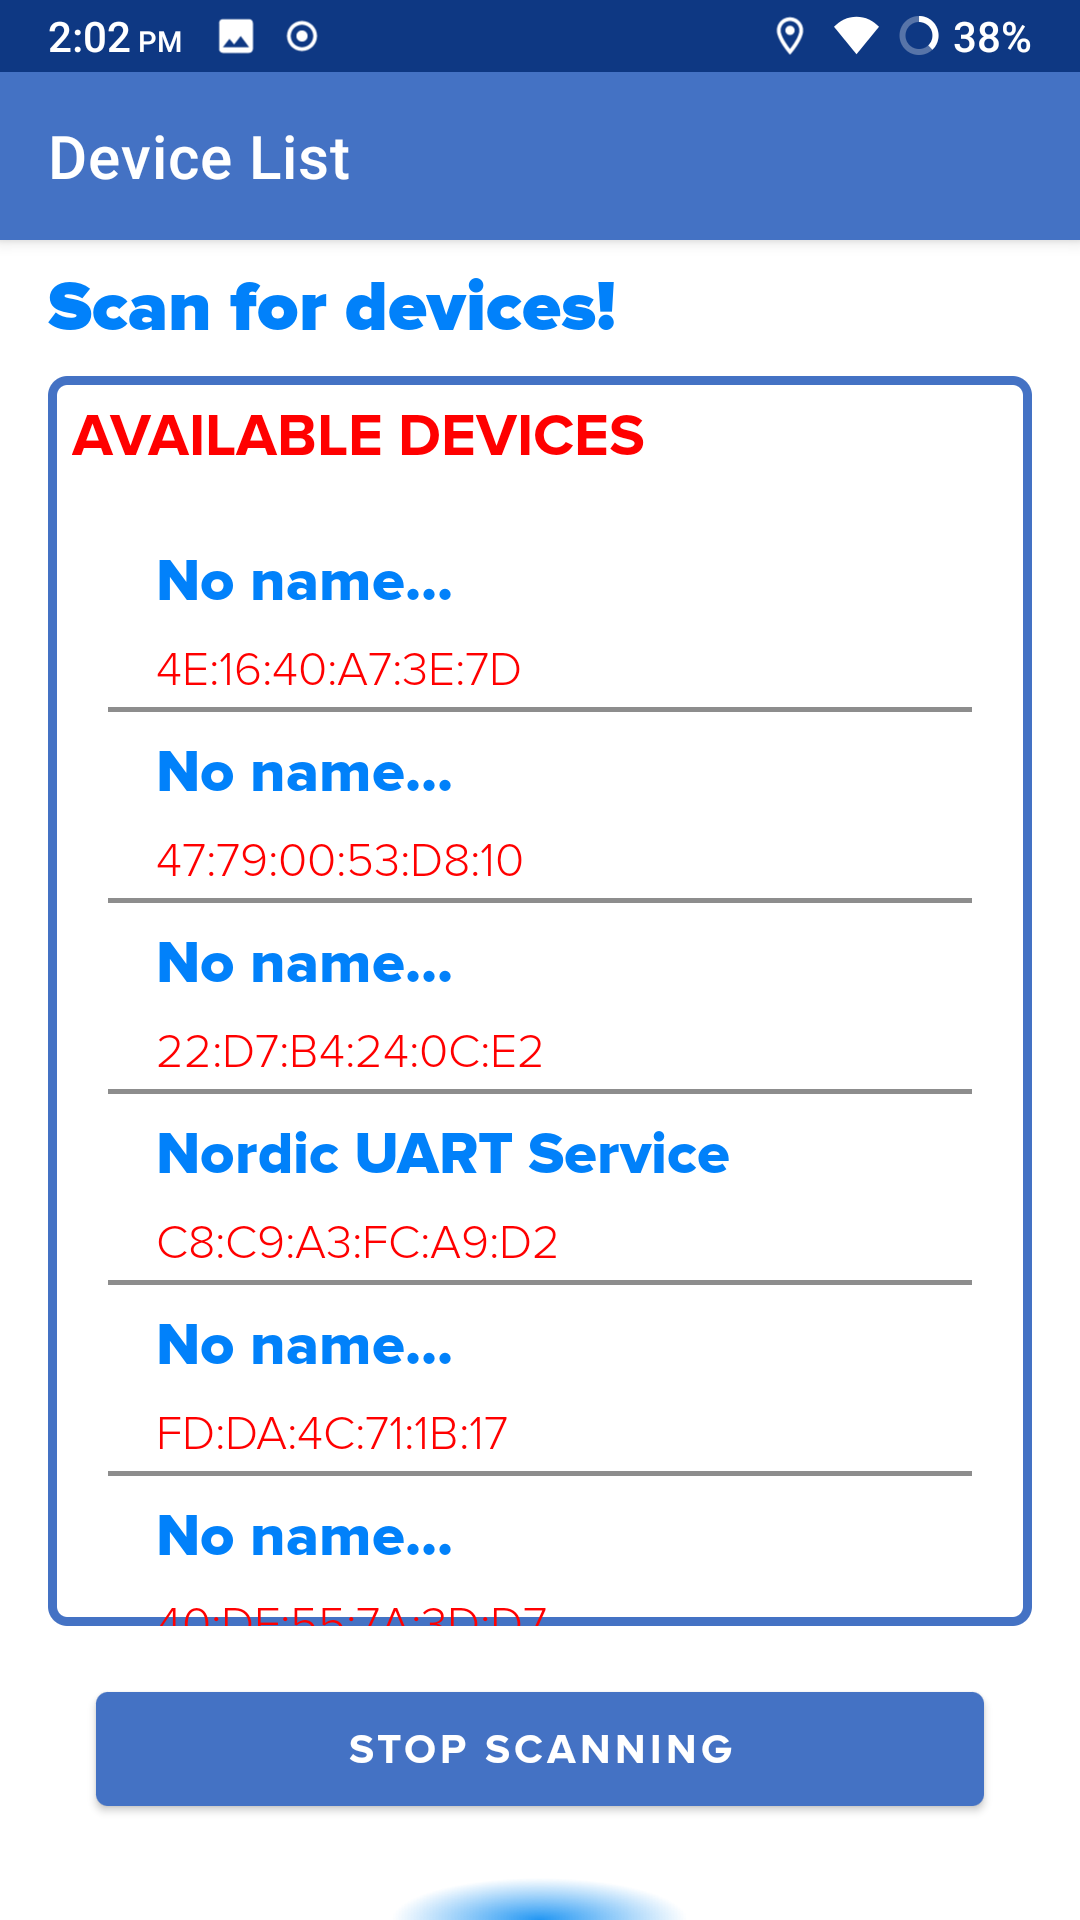 2:02 PM 38%
Device List
Scan for devices!
AVAILABLE DEVICES
No name...
4E:16:40:A7:3E:7D
No name...
47:79:00:53:D8:10
No name...
22:D7:B4:24:0C:E2
Nordic UART Service
C8:C9:A3:FC:A9:D2
No name...
FD:DA:4C:71:1B:17
No name...
STOP SCANNING